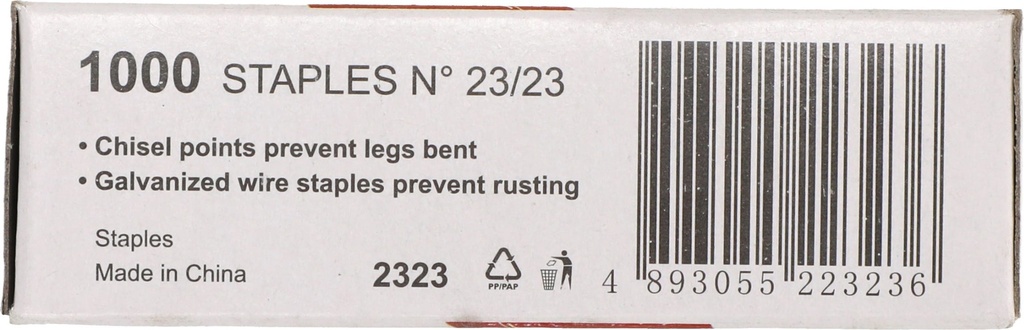 1000 STAPLES N° 23/23
• Chisel points prevent legs bent
• Galvanized wire staples prevent rusting
Staples
Made in China
2323
PP/PAP
4 893055 223236